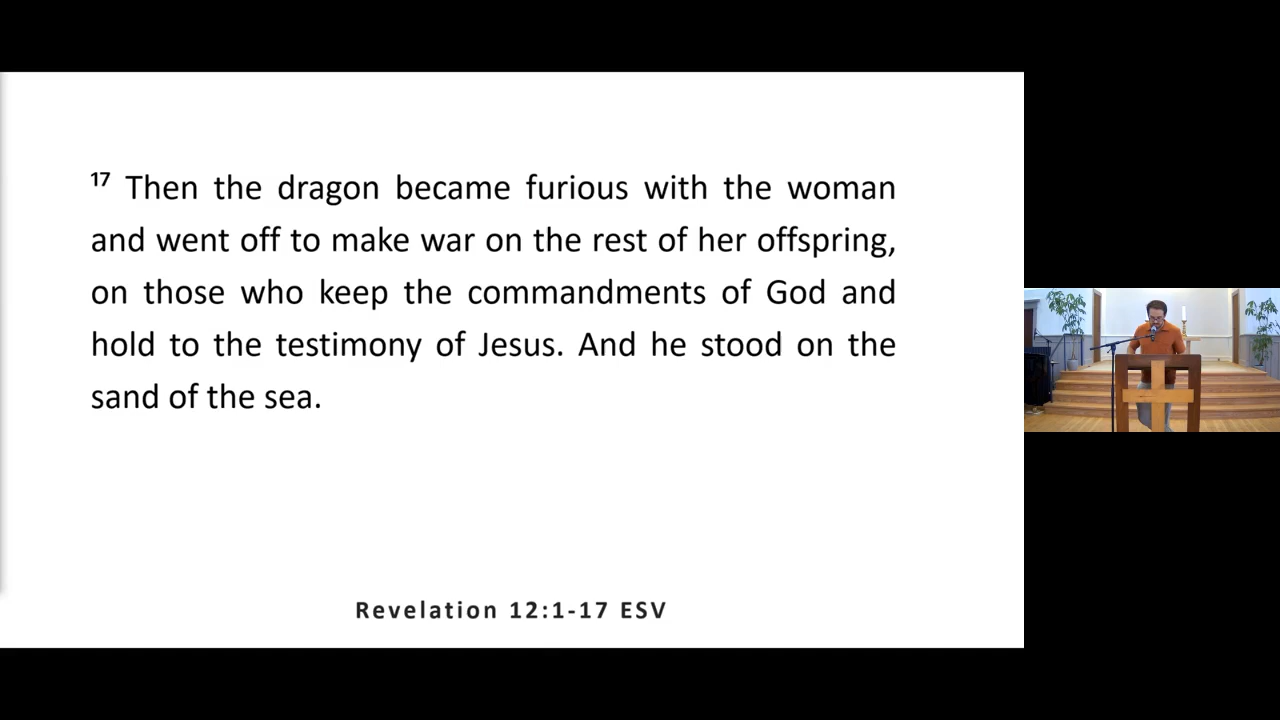 ¹⁷ Then the dragon became furious with the woman
and went off to make war on the rest of her offspring,
on those who keep the commandments of God and
hold to the testimony of Jesus. And he stood on the
sand of the sea.
Revelation 12:1-17 ESV